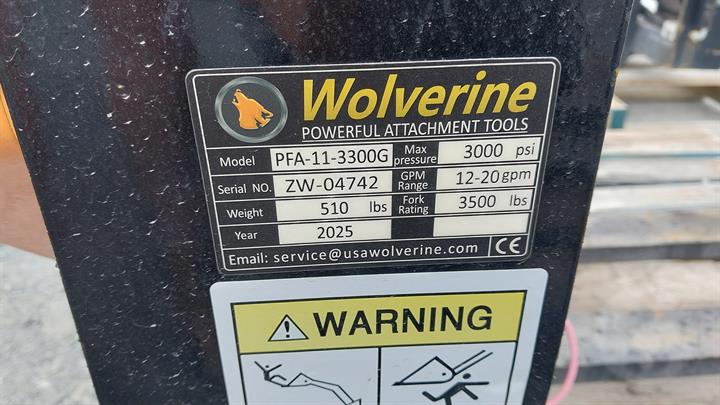 Wolverine
POWERFUL ATTACHMENT TOOLS
Model PFA-11-3300G Max pressure 3000 psi
Serial NO. ZW-04742 GPM Range 12-20 gpm
Weight 510 lbs Fork Rating 3500 lbs
Year 2025
Email: service@usawolverine.com CE
WARNING